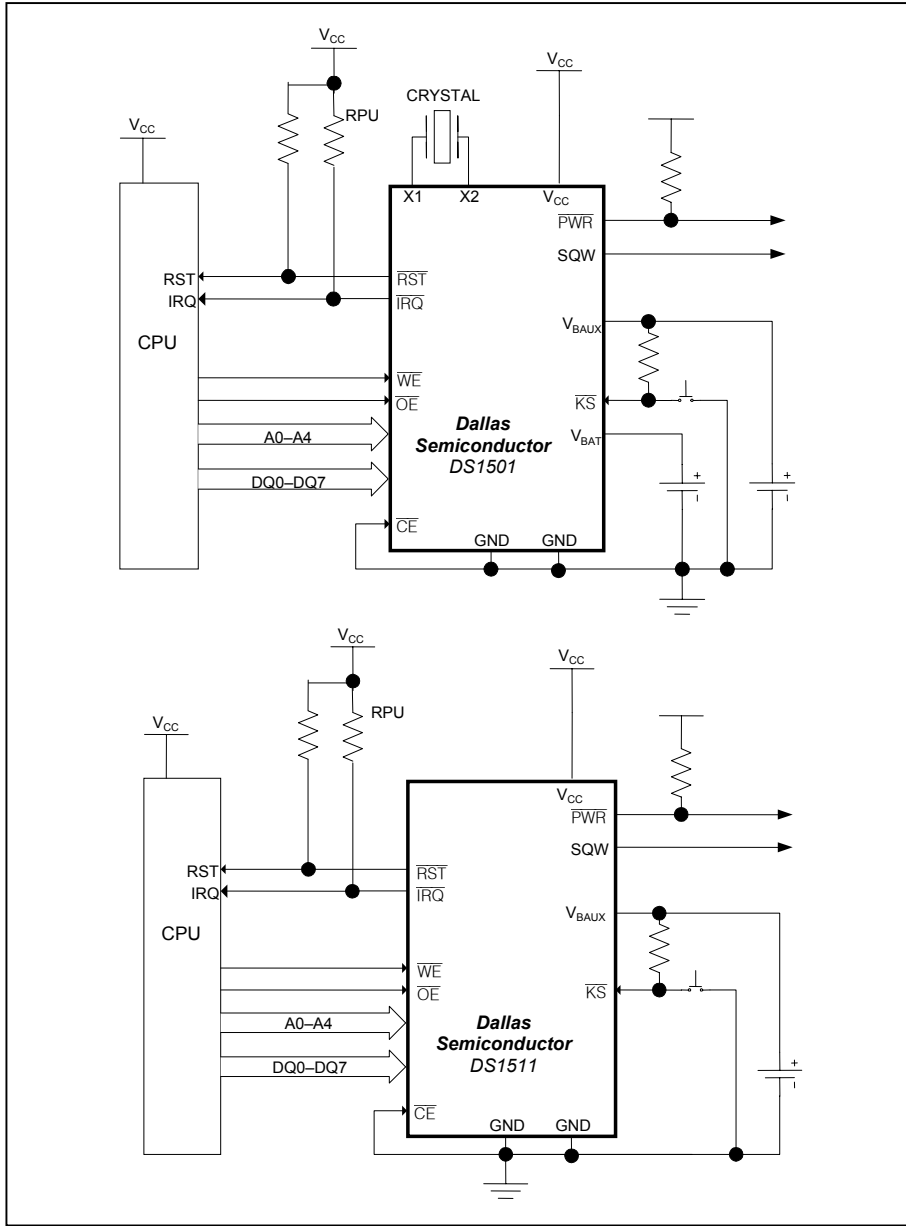 VCC
VCC
CRYSTAL
RPU
VCC
X1 X2 VCC
PWR
SQW
RST RST
IRQ IRQ
CPU
VBAUX
WE
OE
KS
A0–A4
Dallas
Semiconductor
DS1501
VBAT
DQ0–DQ7
+
–
+
–
CE
GND GND
VCC
VCC
RPU
VCC
VCC
PWR
SQW
RST RST
IRQ IRQ
CPU
VBAUX
WE
OE
KS
A0–A4
Dallas
Semiconductor
DS1511
DQ0–DQ7
+
–
CE
GND GND